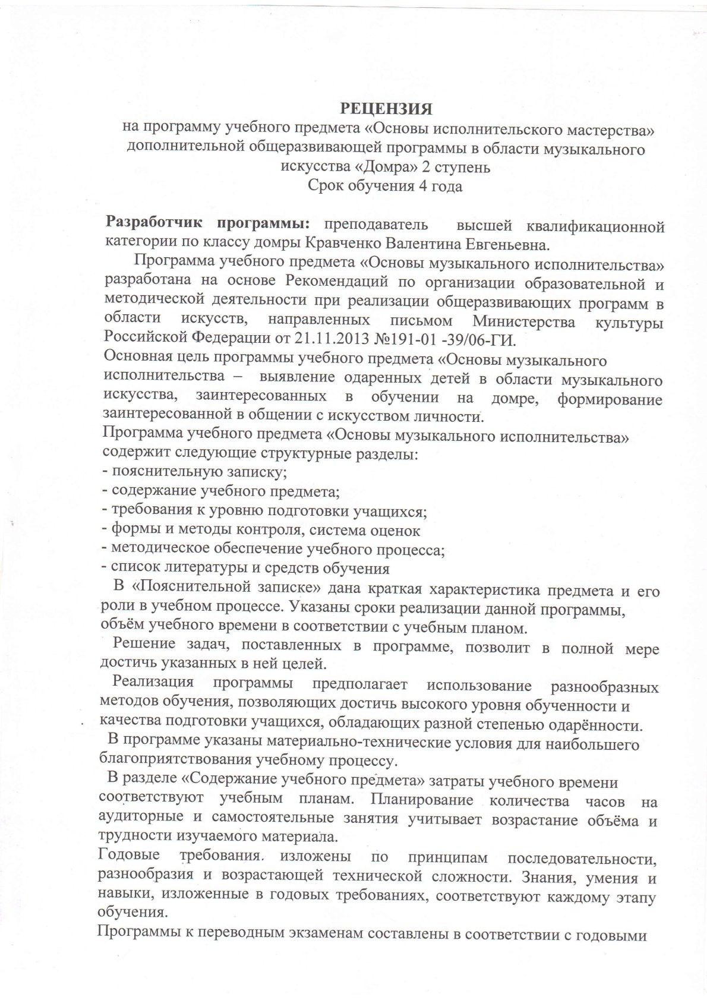 РЕЦЕНЗИЯ
на программу учебного предмета «Основы исполнительского мастерства»
дополнительной общеразвивающей программы в области музыкального
искусства «Домра» 2 ступень
Срок обучения 4 года
Разработчик программы: преподаватель высшей квалификационной
категории по классу домры Кравченко Валентина Евгеньевна.
Программа учебного предмета «Основы музыкального исполнительства»
разработана на основе Рекомендаций по организации образовательной и
методической деятельности при реализации общеразвивающих программ в
области искусств, направленных письмом Министерства культуры
Российской Федерации от 21.11.2013 №191-01 -39/06-ГИ.
Основная цель программы учебного предмета «Основы музыкального
исполнительства – выявление одаренных детей в области музыкального
искусства, заинтересованных в обучении на домре, формирование
заинтересованной в общении с искусством личности.
Программа учебного предмета «Основы музыкального исполнительства»
содержит следующие структурные разделы:
- пояснительную записку;
- содержание учебного предмета;
- требования к уровню подготовки учащихся;
- формы и методы контроля, система оценок
- методическое обеспечение учебного процесса;
- список литературы и средств обучения
В «Пояснительной записке» дана краткая характеристика предмета и его
роли в учебном процессе. Указаны сроки реализации данной программы,
объём учебного времени в соответствии с учебным планом.
Решение задач, поставленных в программе, позволит в полной мере
достичь указанных в ней целей.
Реализация программы предполагает использование разнообразных
методов обучения, позволяющих достичь высокого уровня обученности и
качества подготовки учащихся, обладающих разной степенью одарённости.
В программе указаны материально-технические условия для наибольшего
благоприятствования учебному процессу.
В разделе «Содержание учебного предмета» затраты учебного времени
соответствуют учебным планам. Планирование количества часов на
аудиторные и самостоятельные занятия учитывает возрастание объёма и
трудности изучаемого материала.
Годовые требования изложены по принципам последовательности,
разнообразия и возрастающей технической сложности. Знания, умения и
навыки, изложенные в годовых требованиях, соответствуют каждому этапу
обучения.
Программы к переводным экзаменам составлены в соответствии с годовыми